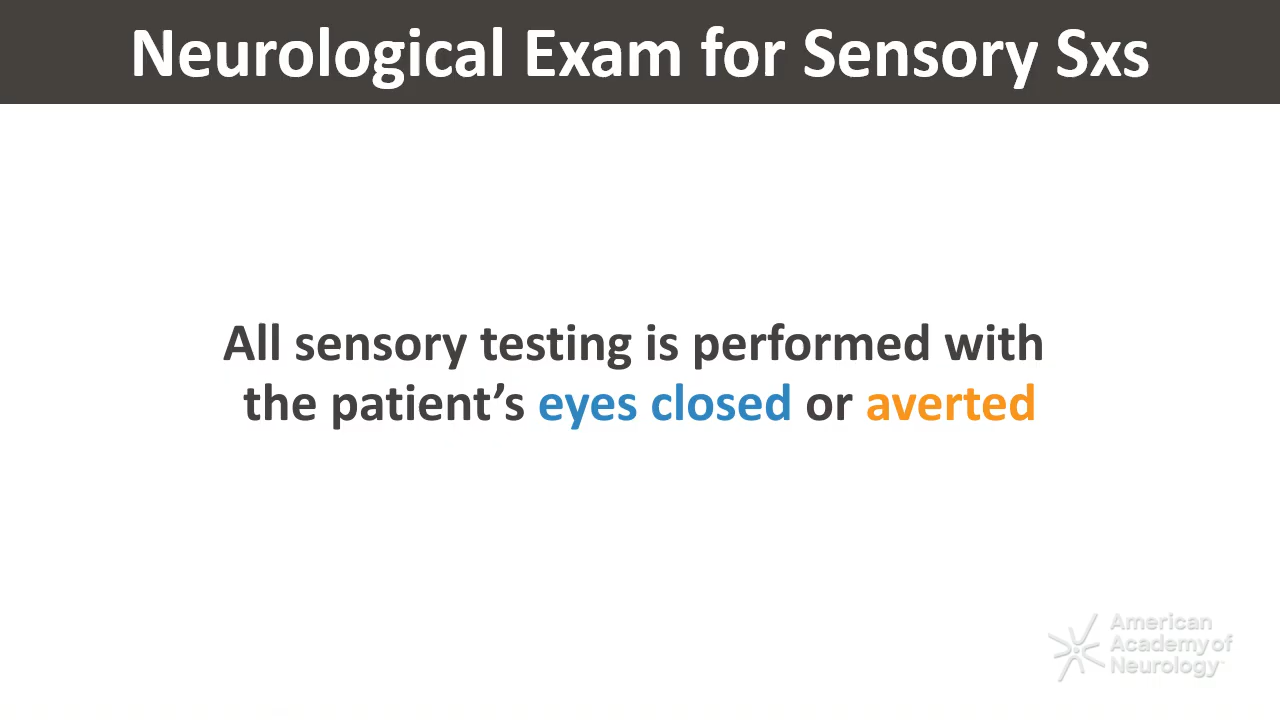 Neurological Exam for Sensory Sxs
All sensory testing is performed with
the patient’s eyes closed or averted
American
Academy of
Neurology